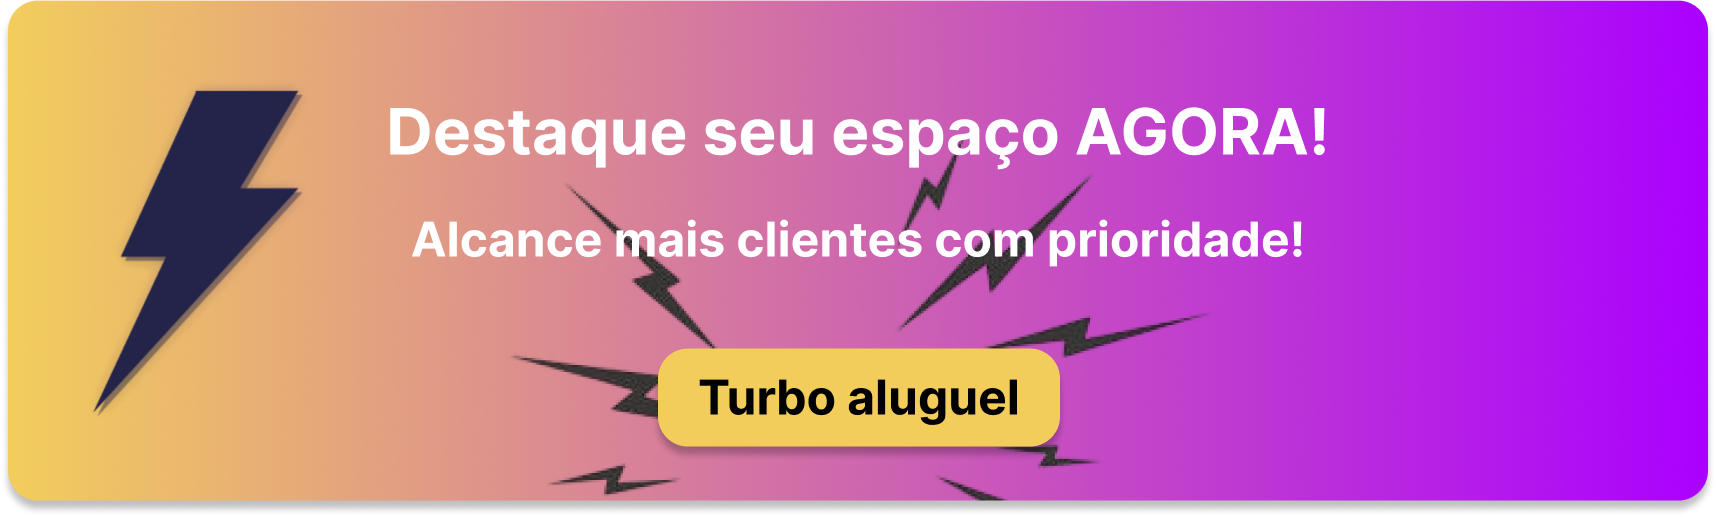 Destaque seu espaço AGORA!
Alcance mais clientes com prioridade!
Turbo aluguel